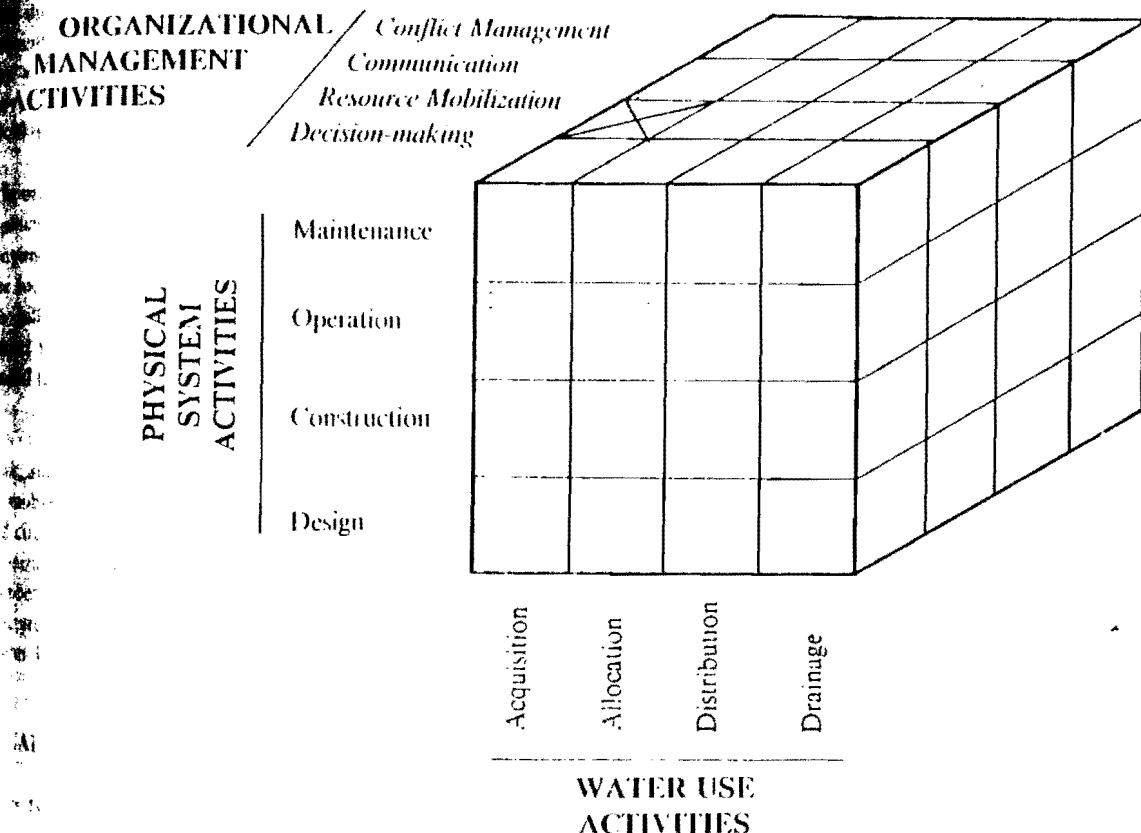 ORGANIZATIONAL
MANAGEMENT
ACTIVITIES
Conflict Management
Communication
Resource Mobilization
Decision-making
PHYSICAL
SYSTEM
ACTIVITIES
Maintenance
Operation
Construction
Design
Acquisition
Allocation
Distribution
Drainage
WATER USE
ACTIVITIES